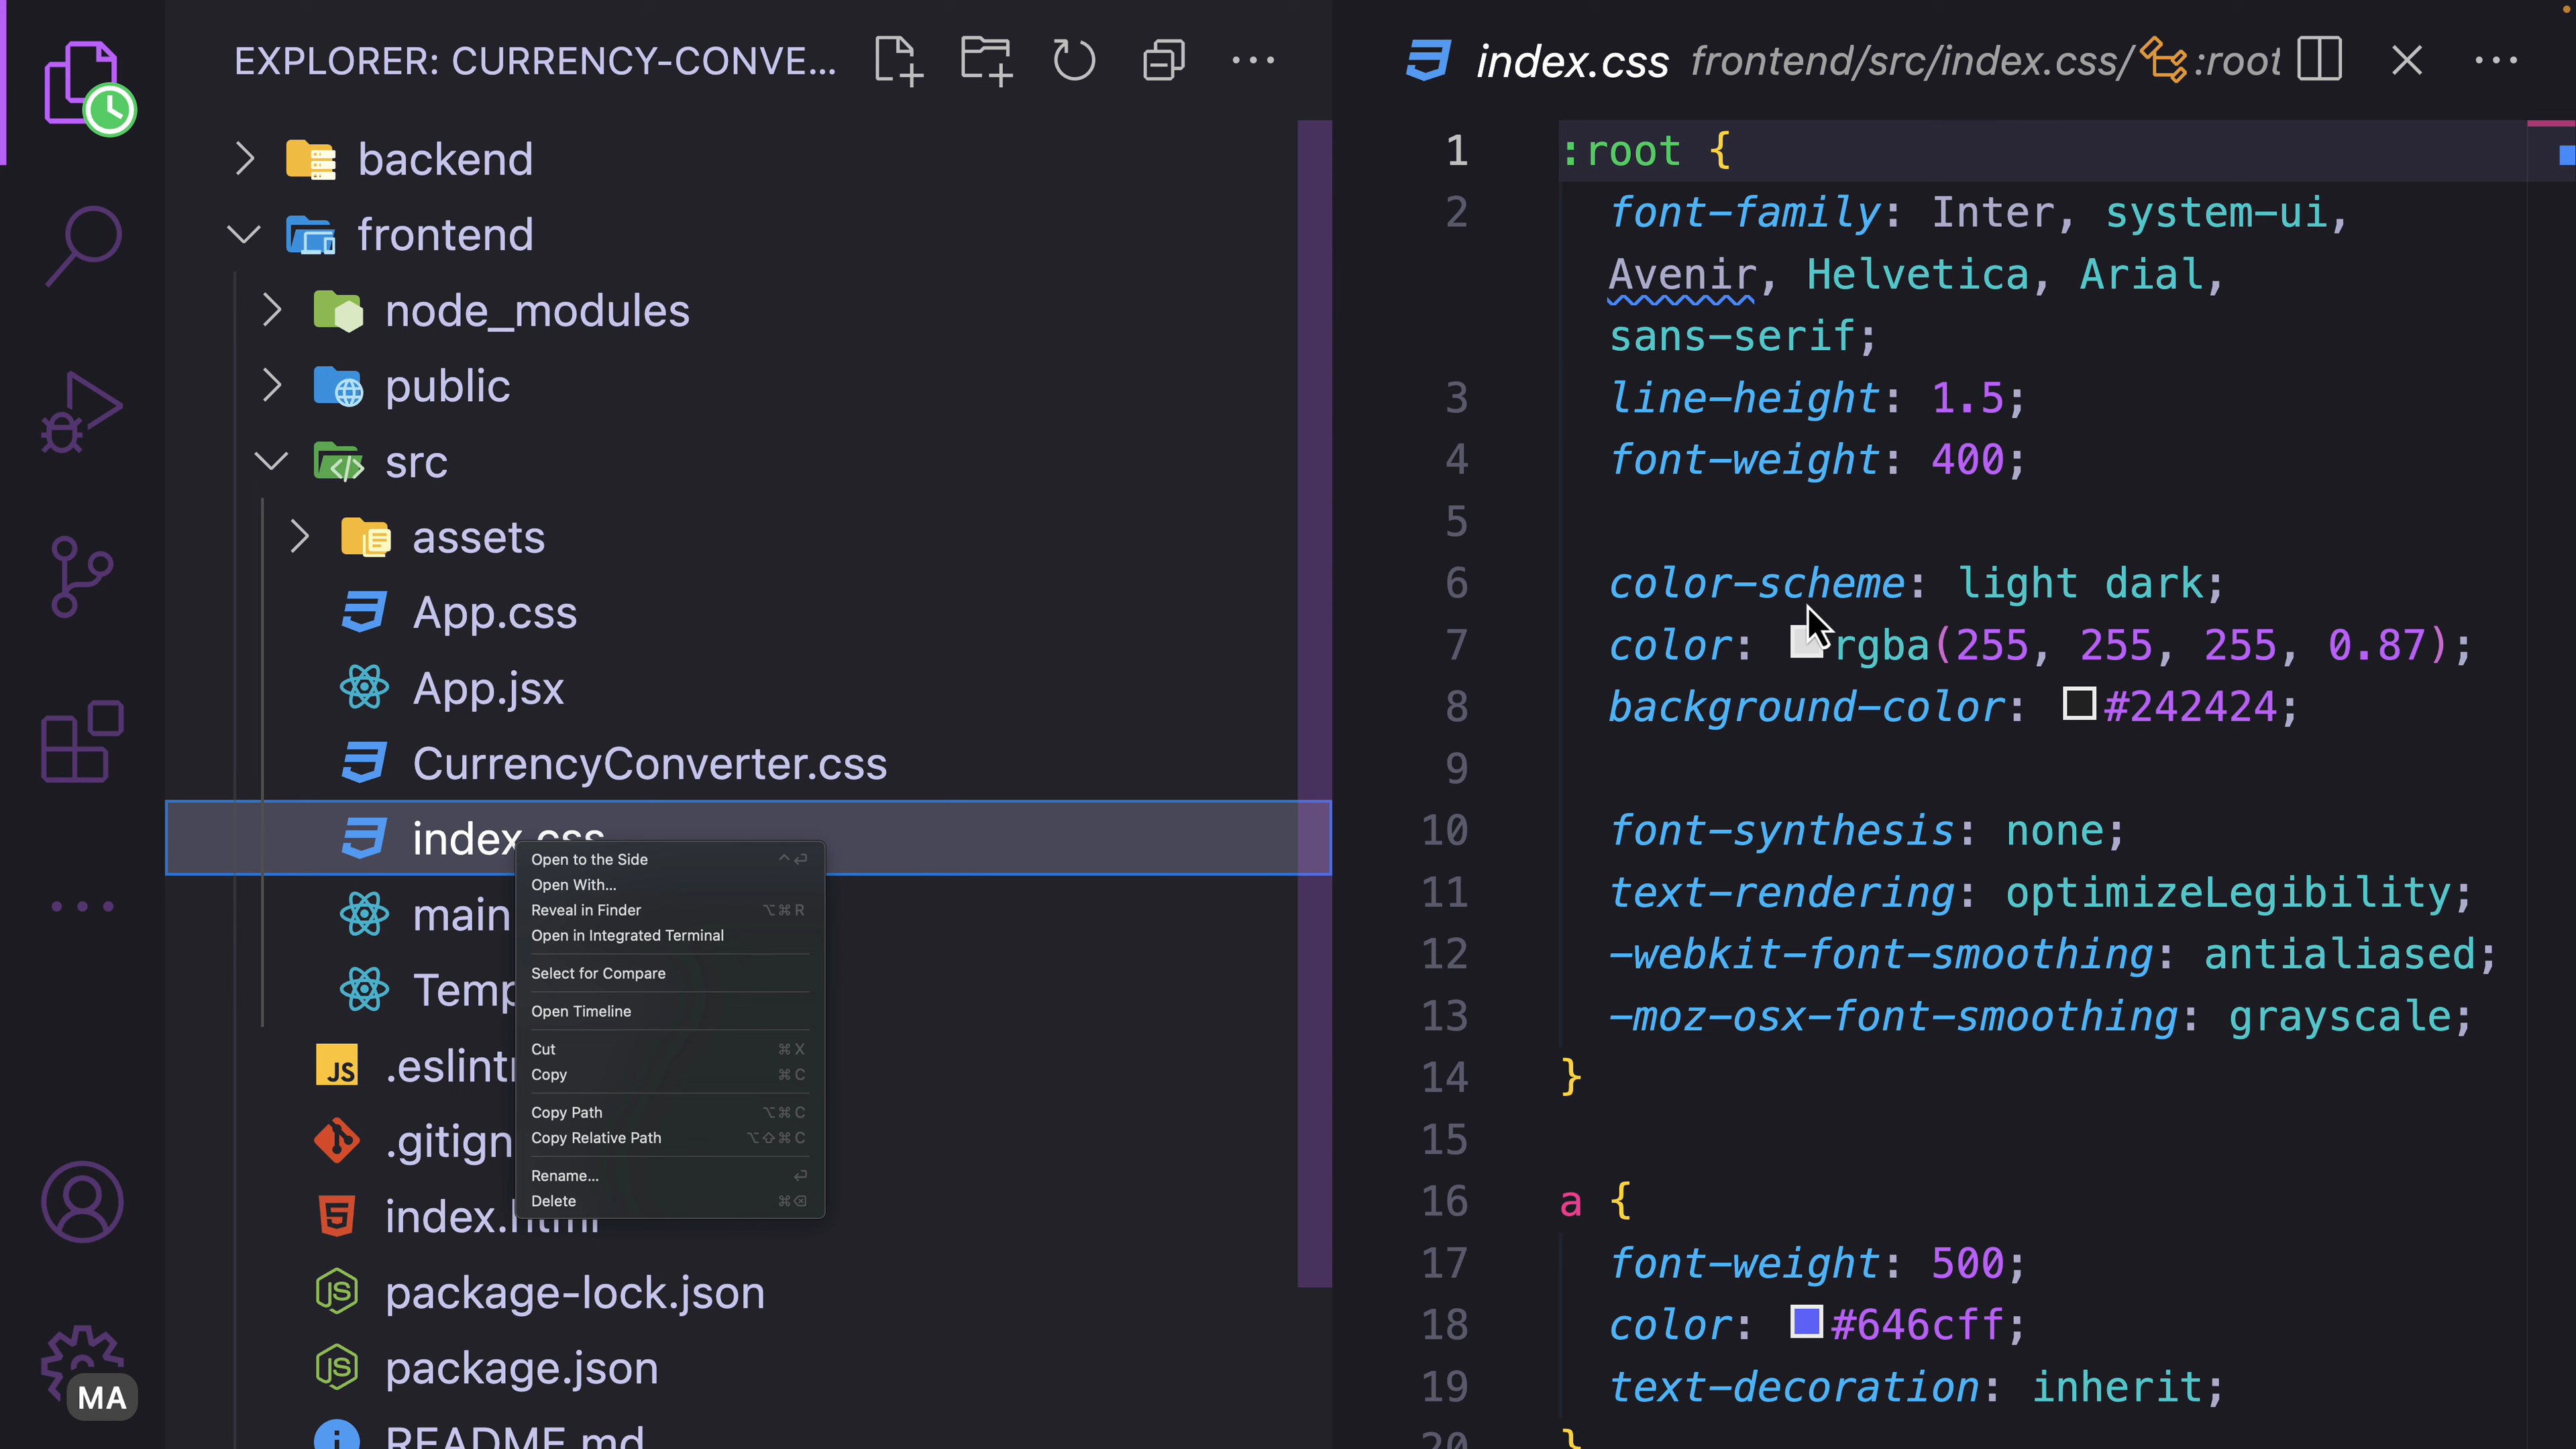 EXPLORER: CURRENCY-CONVE...
backend
frontend
node_modules
public
src
assets
App.css
App.jsx
CurrencyConverter.css
index.css
main
Temp
.eslintr
.gitign
index.html
package-lock.json
package.json
README.md
MA
Open to the Side ^⏎
Open With...
Reveal in Finder ⌥⌘R
Open in Integrated Terminal
Select for Compare
Open Timeline
Cut ⌘X
Copy ⌘C
Copy Path ⌥⌘C
Copy Relative Path ⌥⇧⌘C
Rename... ⏎
Delete ⌘⌫
index.css frontend/src/index.css/ :root
1 :root {
2 font-family: Inter, system-ui,
Avenir, Helvetica, Arial,
sans-serif;
3 line-height: 1.5;
4 font-weight: 400;
5
6 color-scheme: light dark;
7 color: rgba(255, 255, 255, 0.87);
8 background-color: #242424;
9
10 font-synthesis: none;
11 text-rendering: optimizeLegibility;
12 -webkit-font-smoothing: antialiased;
13 -moz-osx-font-smoothing: grayscale;
14 }
15
16 a {
17 font-weight: 500;
18 color: #646cff;
19 text-decoration: inherit;
20 }